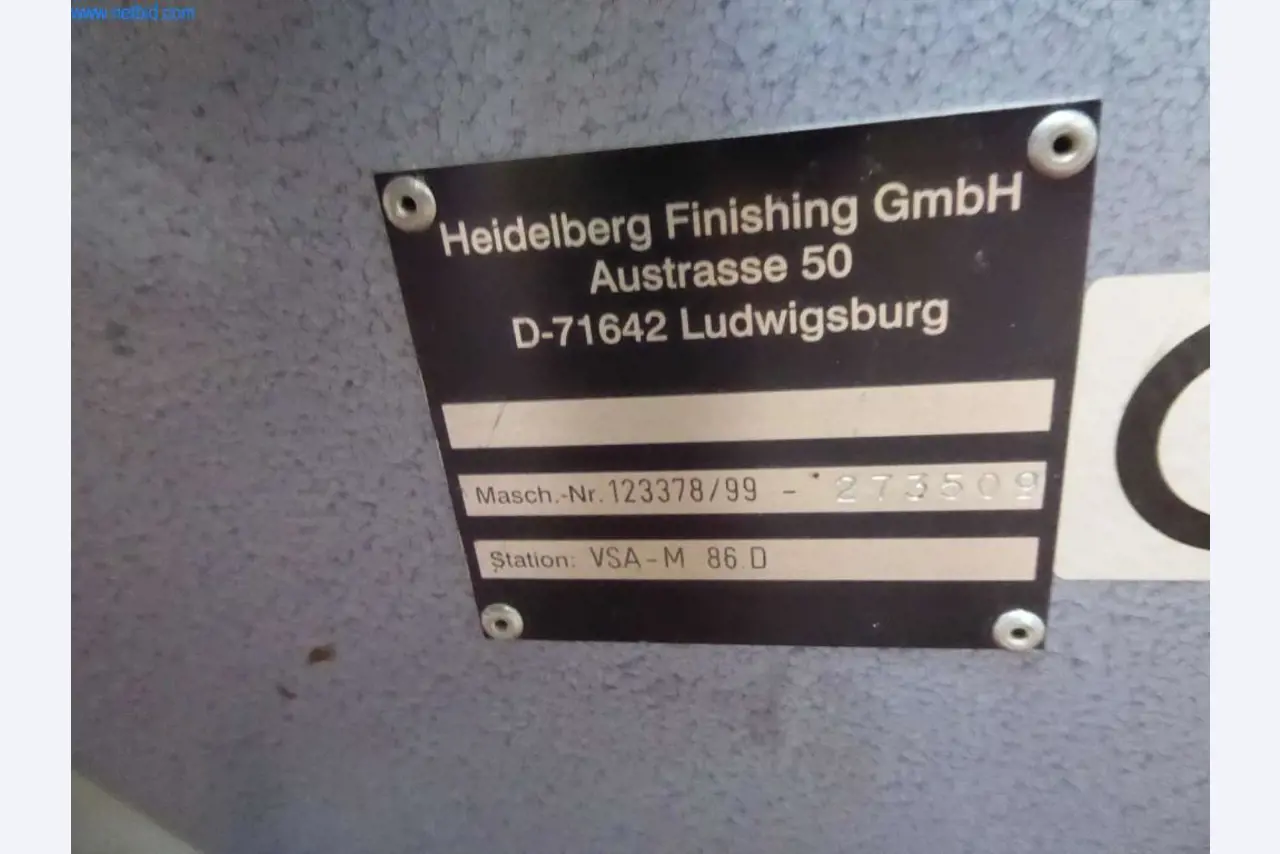 www.netbid.com
Heidelberg Finishing GmbH
Austrasse 50
D-71642 Ludwigsburg
Masch.-Nr. 123378/99 - 273509
Station: VSA-M 86.D